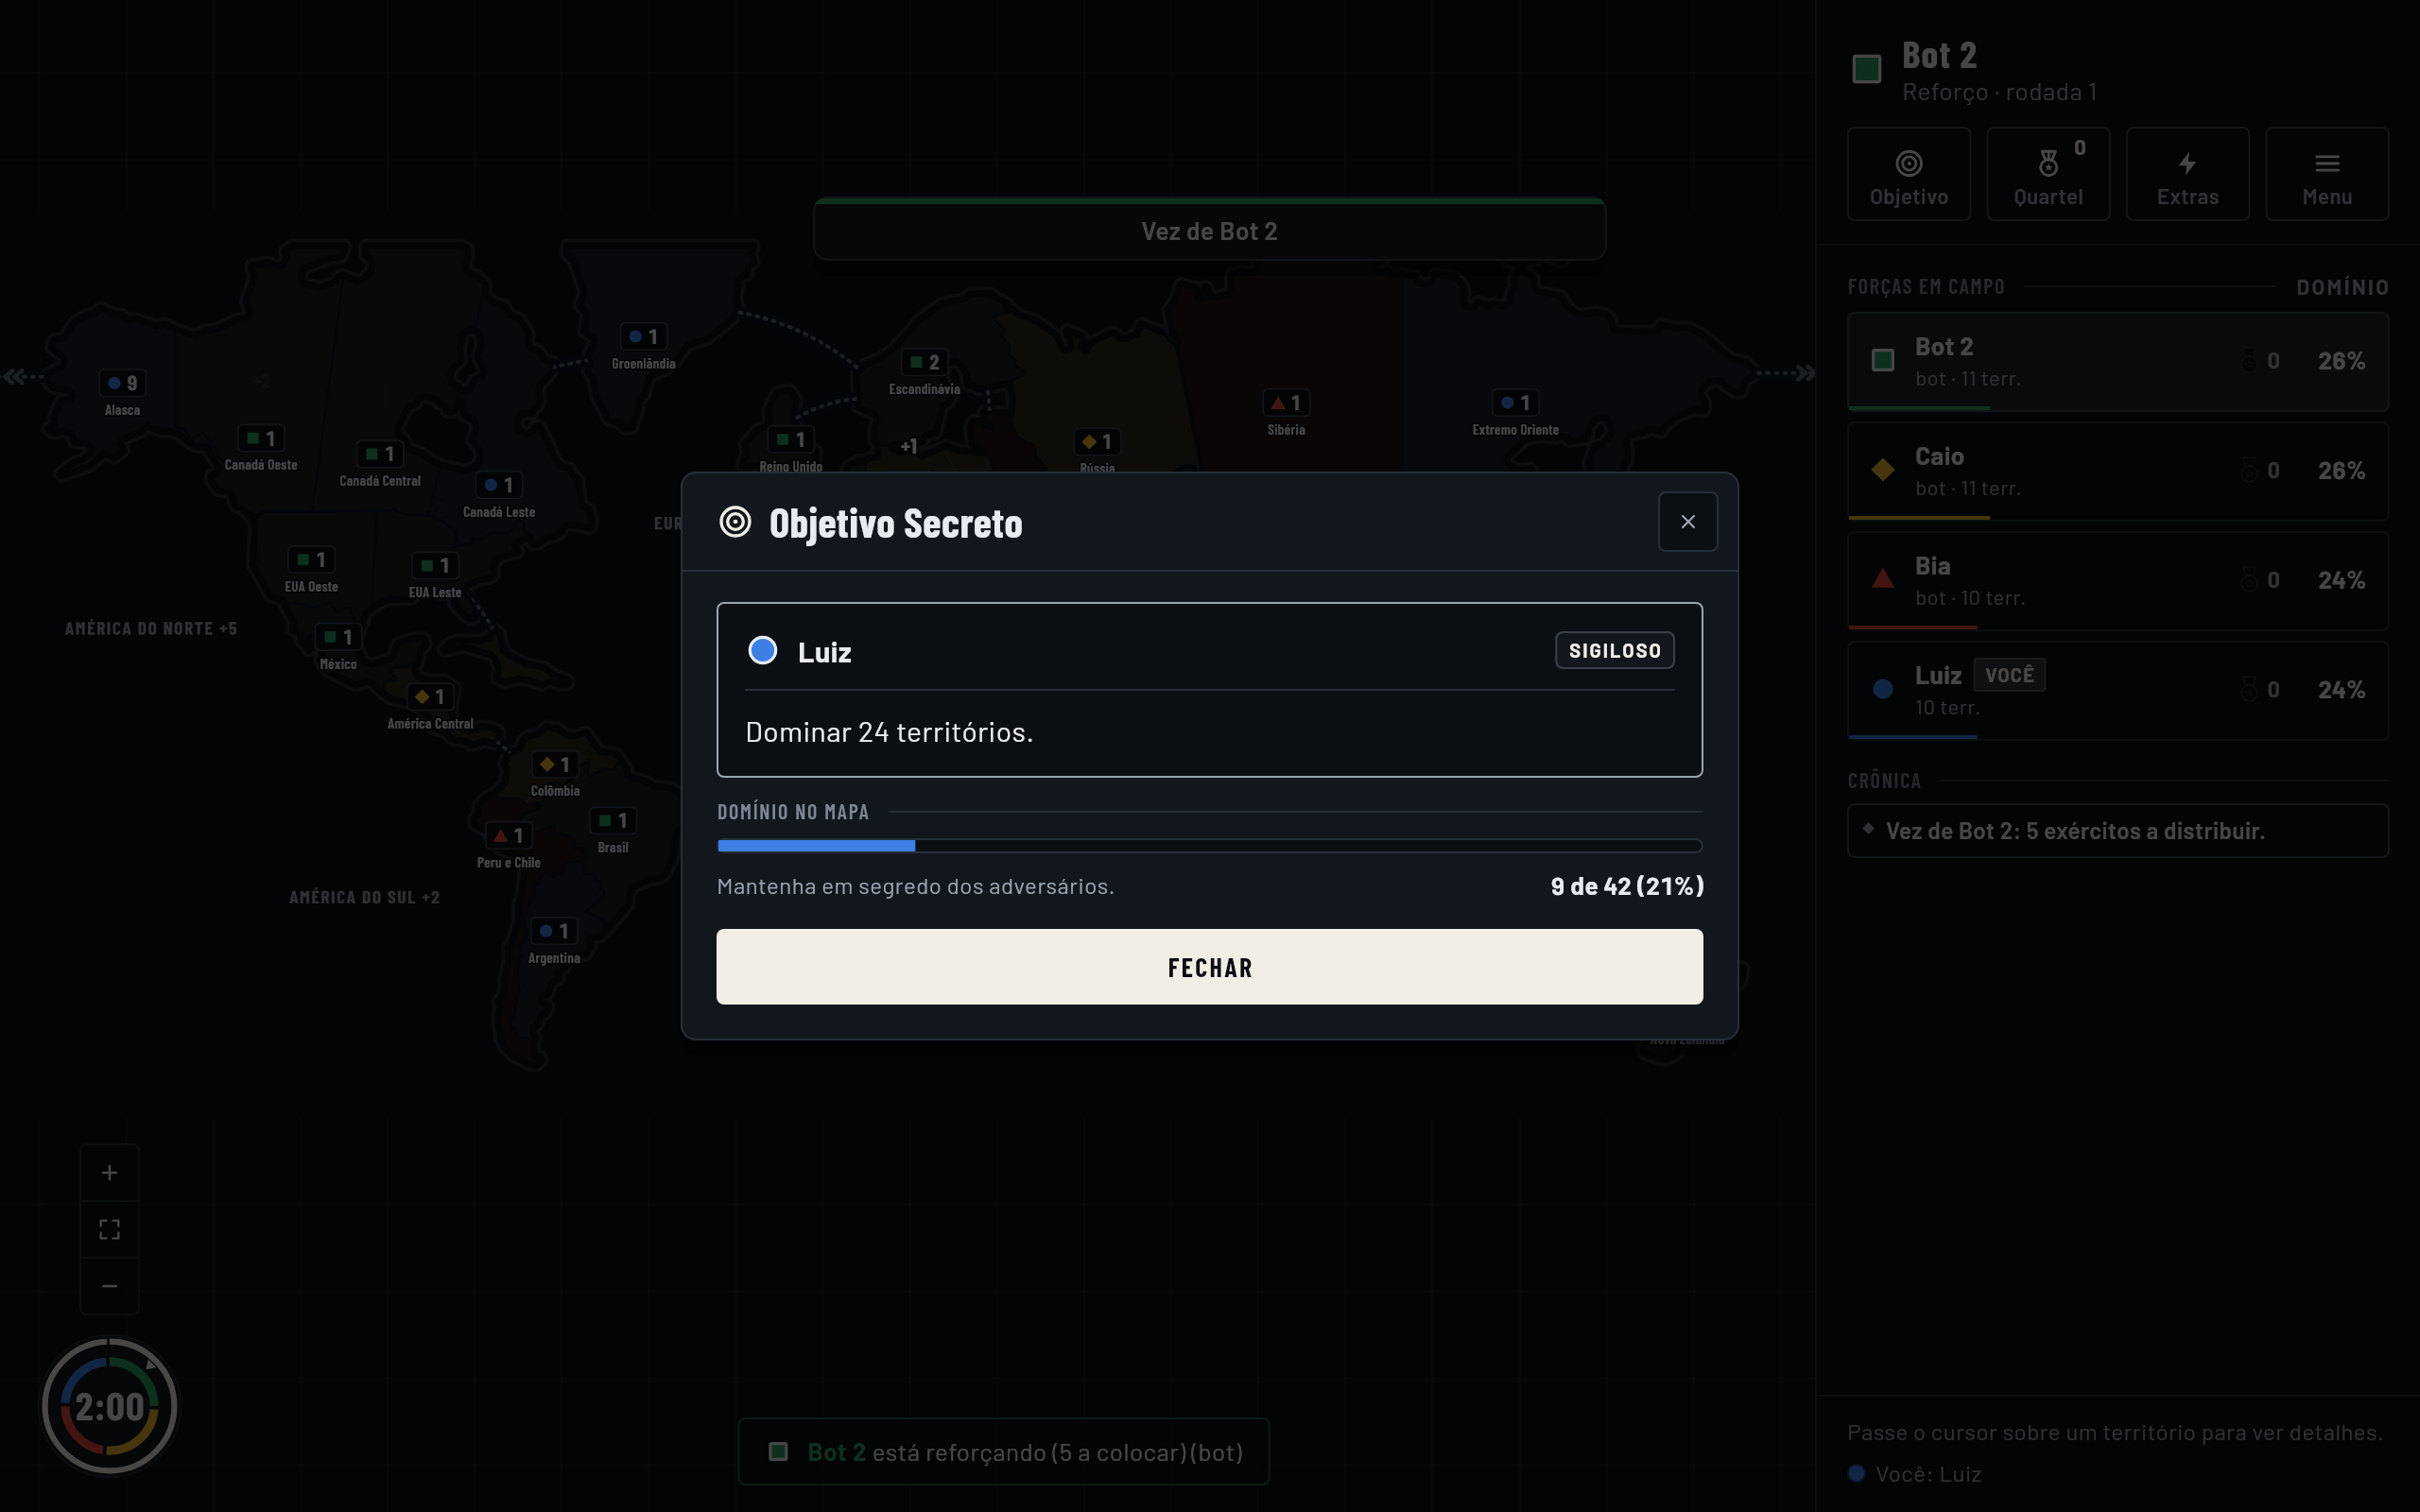 Bot 2
Reforço · rodada 1
Objetivo
0
Quartel
Extras
Menu
Vez de Bot 2
FORÇAS EM CAMPO
DOMÍNIO
Bot 2
bot · 11 terr.
0
26%
Caio
bot · 11 terr.
0
26%
Bia
bot · 10 terr.
0
24%
Luiz
VOCÊ
10 terr.
0
24%
CRÔNICA
Vez de Bot 2: 5 exércitos a distribuir.
1
Groenlândia
2
Escandinávia
9
Alasca
1
Sibéria
1
Extremo Oriente
1
Canadá Oeste
1
Canadá Central
1
Reino Unido
+1
1
Rússia
1
Canadá Leste
EUR
1
EUA Oeste
1
EUA Leste
AMÉRICA DO NORTE +5
1
México
1
América Central
1
Colômbia
1
Peru e Chile
1
Brasil
AMÉRICA DO SUL +2
1
Argentina
Nova Zelândia
Objetivo Secreto
Luiz
SIGILOSO
Dominar 24 territórios.
DOMÍNIO NO MAPA
Mantenha em segredo dos adversários.
9 de 42 (21%)
FECHAR
+
−
2:00
Bot 2 está reforçando (5 a colocar) (bot)
Passe o cursor sobre um território para ver detalhes.
Você: Luiz